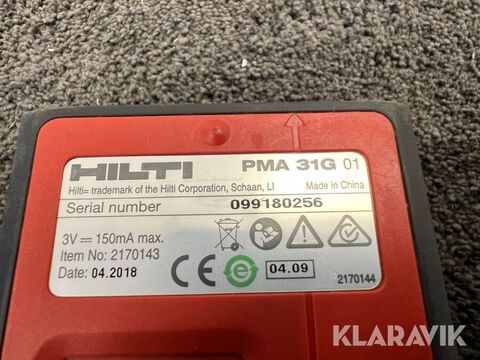 HILTI PMA 31G 01
Hilti= trademark of the Hilti Corporation, Schaan, LI Made in China
Serial number 099180256
3V 150mA max.
Item No: 2170143
Date: 04.2018
CE e 04.09 2170144
KLARAVIK